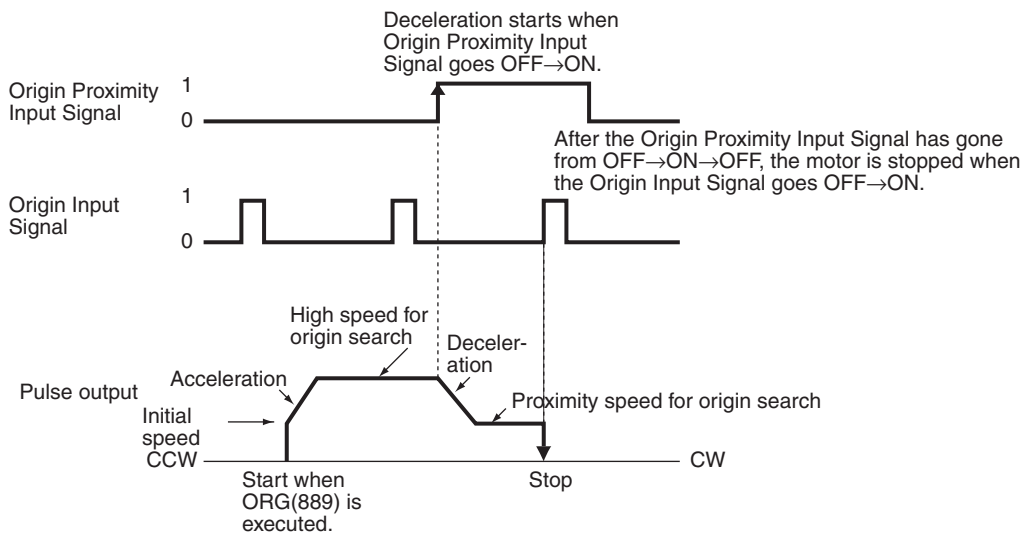 Deceleration starts when
Origin Proximity Input
Signal goes OFF→ON.
Origin Proximity
Input Signal
1
0
After the Origin Proximity Input Signal has gone
from OFF→ON→OFF, the motor is stopped when
the Origin Input Signal goes OFF→ON.
Origin Input
Signal
1
0
High speed for
origin search
Deceler-
ation
Acceleration
Pulse output
Proximity speed for origin search
Initial
speed
CCW
CW
Start when
ORG(889) is
executed.
Stop